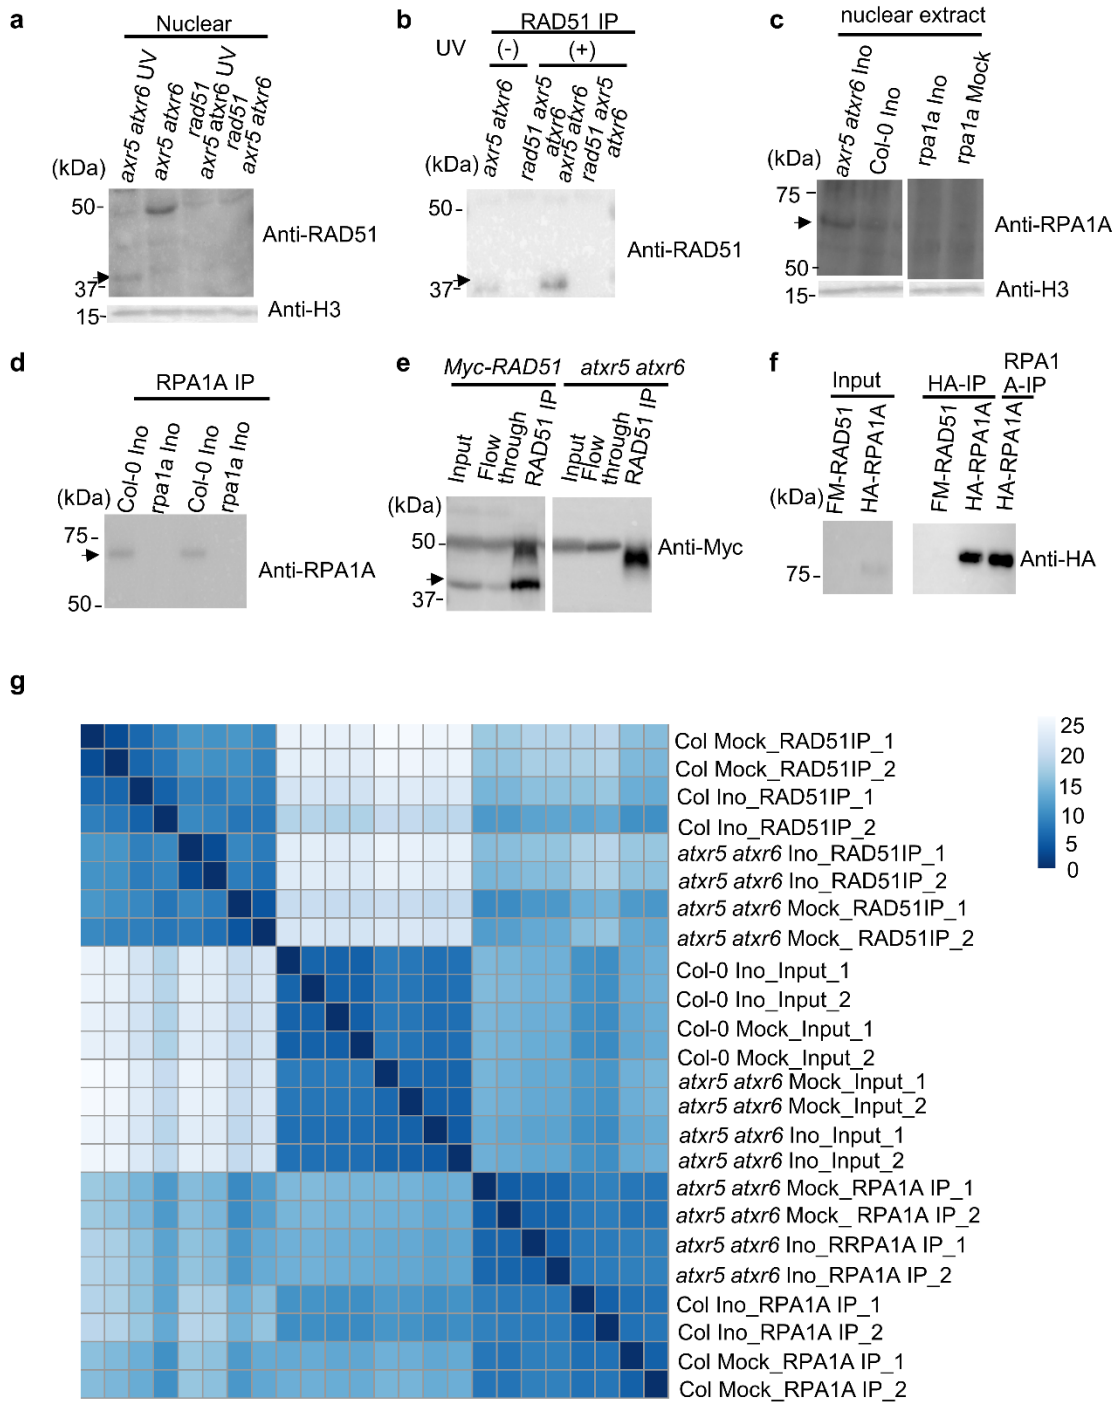 a
Nuclear
axr5 atxr6 UV
axr5 atxr6
rad51
axr5 atxr6 UV
rad51
axr5 atxr6
(kDa)
50-
37-
15-
Anti-RAD51
Anti-H3
b
RAD51 IP
UV (-) (+)
axr5 atxr6
rad51 axr5
atxr6
axr5 atxr6
rad51 axr5
atxr6
(kDa)
50-
37-
Anti-RAD51
c
nuclear extract
axr5 atxr6 Ino
Col-0 Ino
rpa1a Ino
rpa1a Mock
(kDa)
75-
50-
15-
Anti-RPA1A
Anti-H3
d
RPA1A IP
Col-0 Ino
rpa1a Ino
Col-0 Ino
rpa1a Ino
(kDa)
75-
50-
Anti-RPA1A
e
Myc-RAD51
atxr5 atxr6
Input
Flow
through
RAD51 IP
Input
Flow
through
RAD51 IP
(kDa)
50-
37-
Anti-Myc
f
Input
HA-IP
RPA1
A-IP
FM-RAD51
HA-RPA1A
FM-RAD51
HA-RPA1A
HA-RPA1A
(kDa)
75-
Anti-HA
g
Col Mock_RAD51IP_1
Col Mock_RAD51IP_2
Col Ino_RAD51IP_1
Col Ino_RAD51IP_2
atxr5 atxr6 Ino_RAD51IP_1
atxr5 atxr6 Ino_RAD51IP_2
atxr5 atxr6 Mock_RAD51IP_1
atxr5 atxr6 Mock_ RAD51IP_2
Col-0 Ino_Input_1
Col-0 Ino_Input_2
Col-0 Mock_Input_1
Col-0 Mock_Input_2
atxr5 atxr6 Mock_Input_1
atxr5 atxr6 Mock_Input_2
atxr5 atxr6 Ino_Input_1
atxr5 atxr6 Ino_Input_2
atxr5 atxr6 Mock_RPA1A IP_1
atxr5 atxr6 Mock_ RPA1A IP_2
atxr5 atxr6 Ino_RRPA1A IP_1
atxr5 atxr6 Ino_RPA1A IP_2
Col Ino_RPA1A IP_1
Col Ino_RPA1A IP_2
Col Mock_RPA1A IP_1
Col Mock_RPA1A IP_2
25
20
15
10
5
0